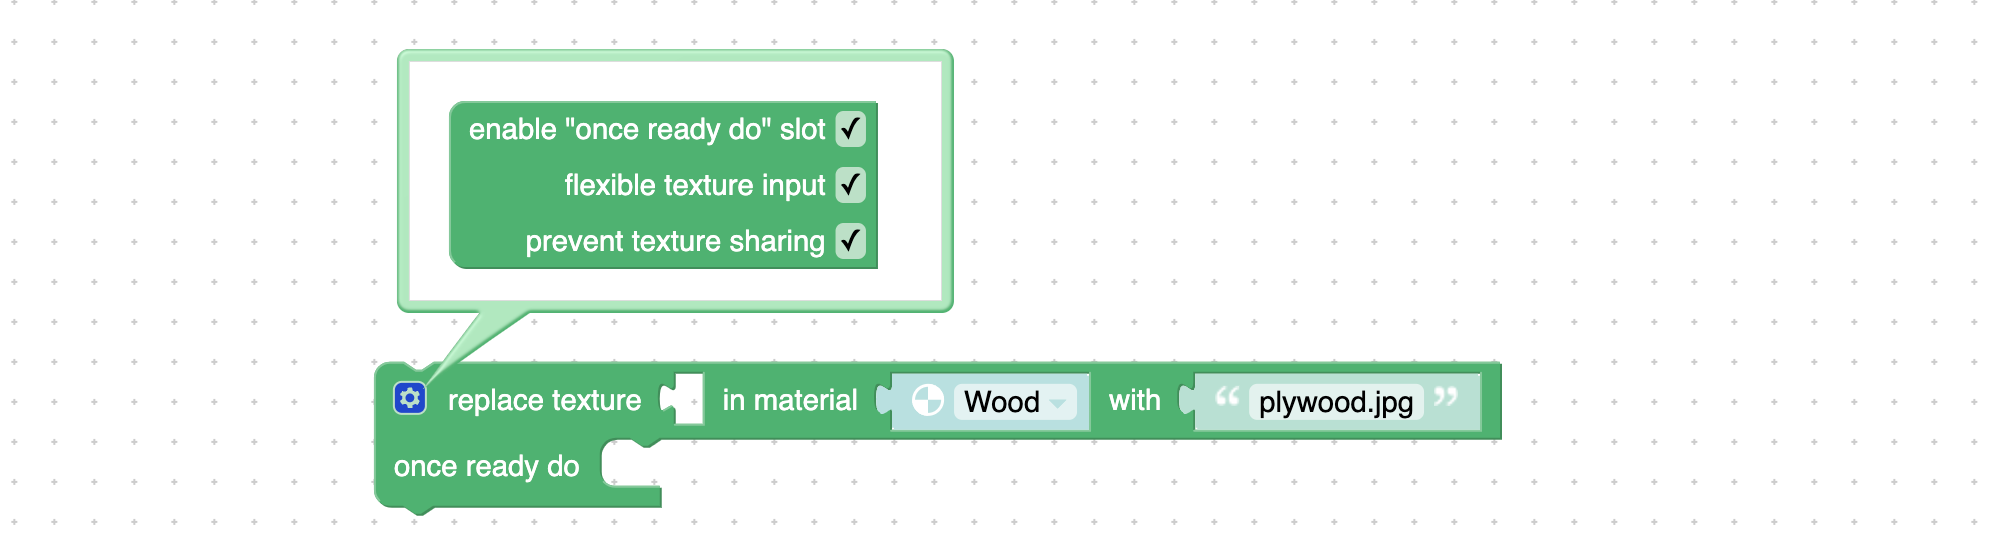 enable "once ready do" slot ✓
flexible texture input ✓
prevent texture sharing ✓
replace texture in material Wood with “ plywood.jpg ”
once ready do